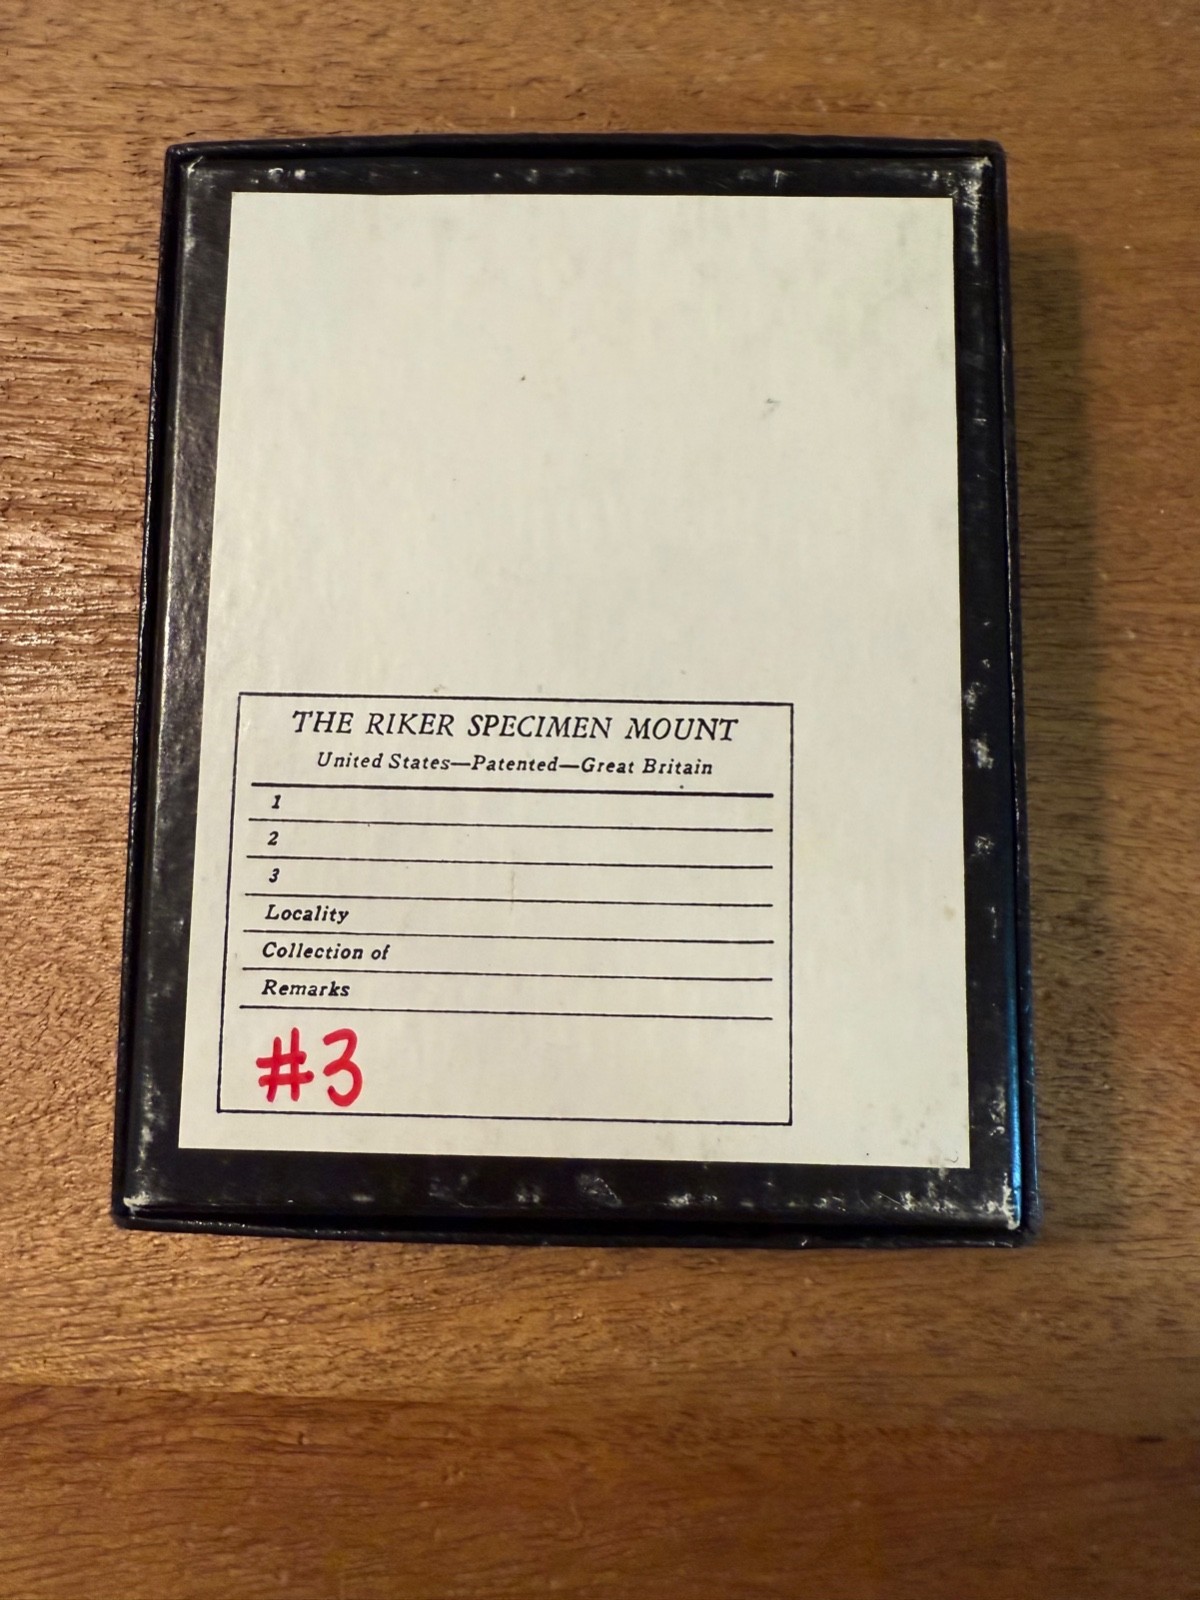 THE RIKER SPECIMEN MOUNT
United States—Patented—Great Britain
1
2
3
Locality
Collection of
Remarks
#3